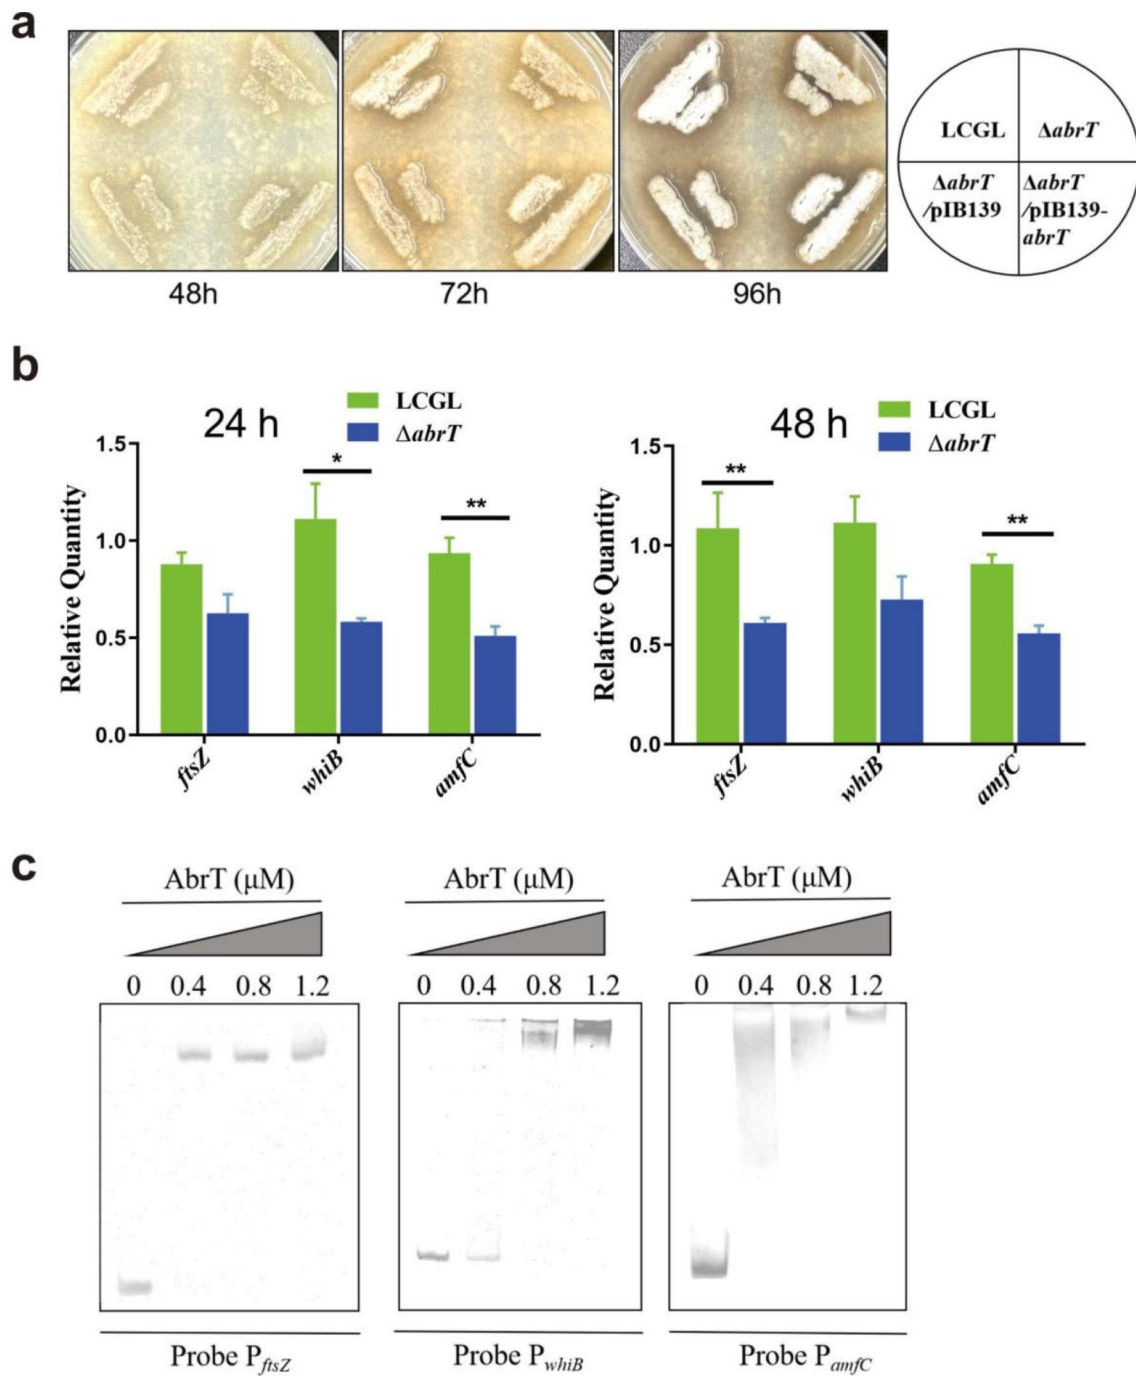 a
LCGL
ΔabrT
ΔabrT
/pIB139
ΔabrT
/pIB139-
abrT
48h
72h
96h
b
24 h
LCGL
ΔabrT
Relative Quantity
1.5
1.0
0.5
0.0
*
**
ftsZ
whiB
amfC
48 h
LCGL
ΔabrT
Relative Quantity
1.5
1.0
0.5
0.0
**
**
ftsZ
whiB
amfC
c
AbrT (μM)
0 0.4 0.8 1.2
Probe PftsZ
AbrT (μM)
0 0.4 0.8 1.2
Probe PwhiB
AbrT (μM)
0 0.4 0.8 1.2
Probe PamfC